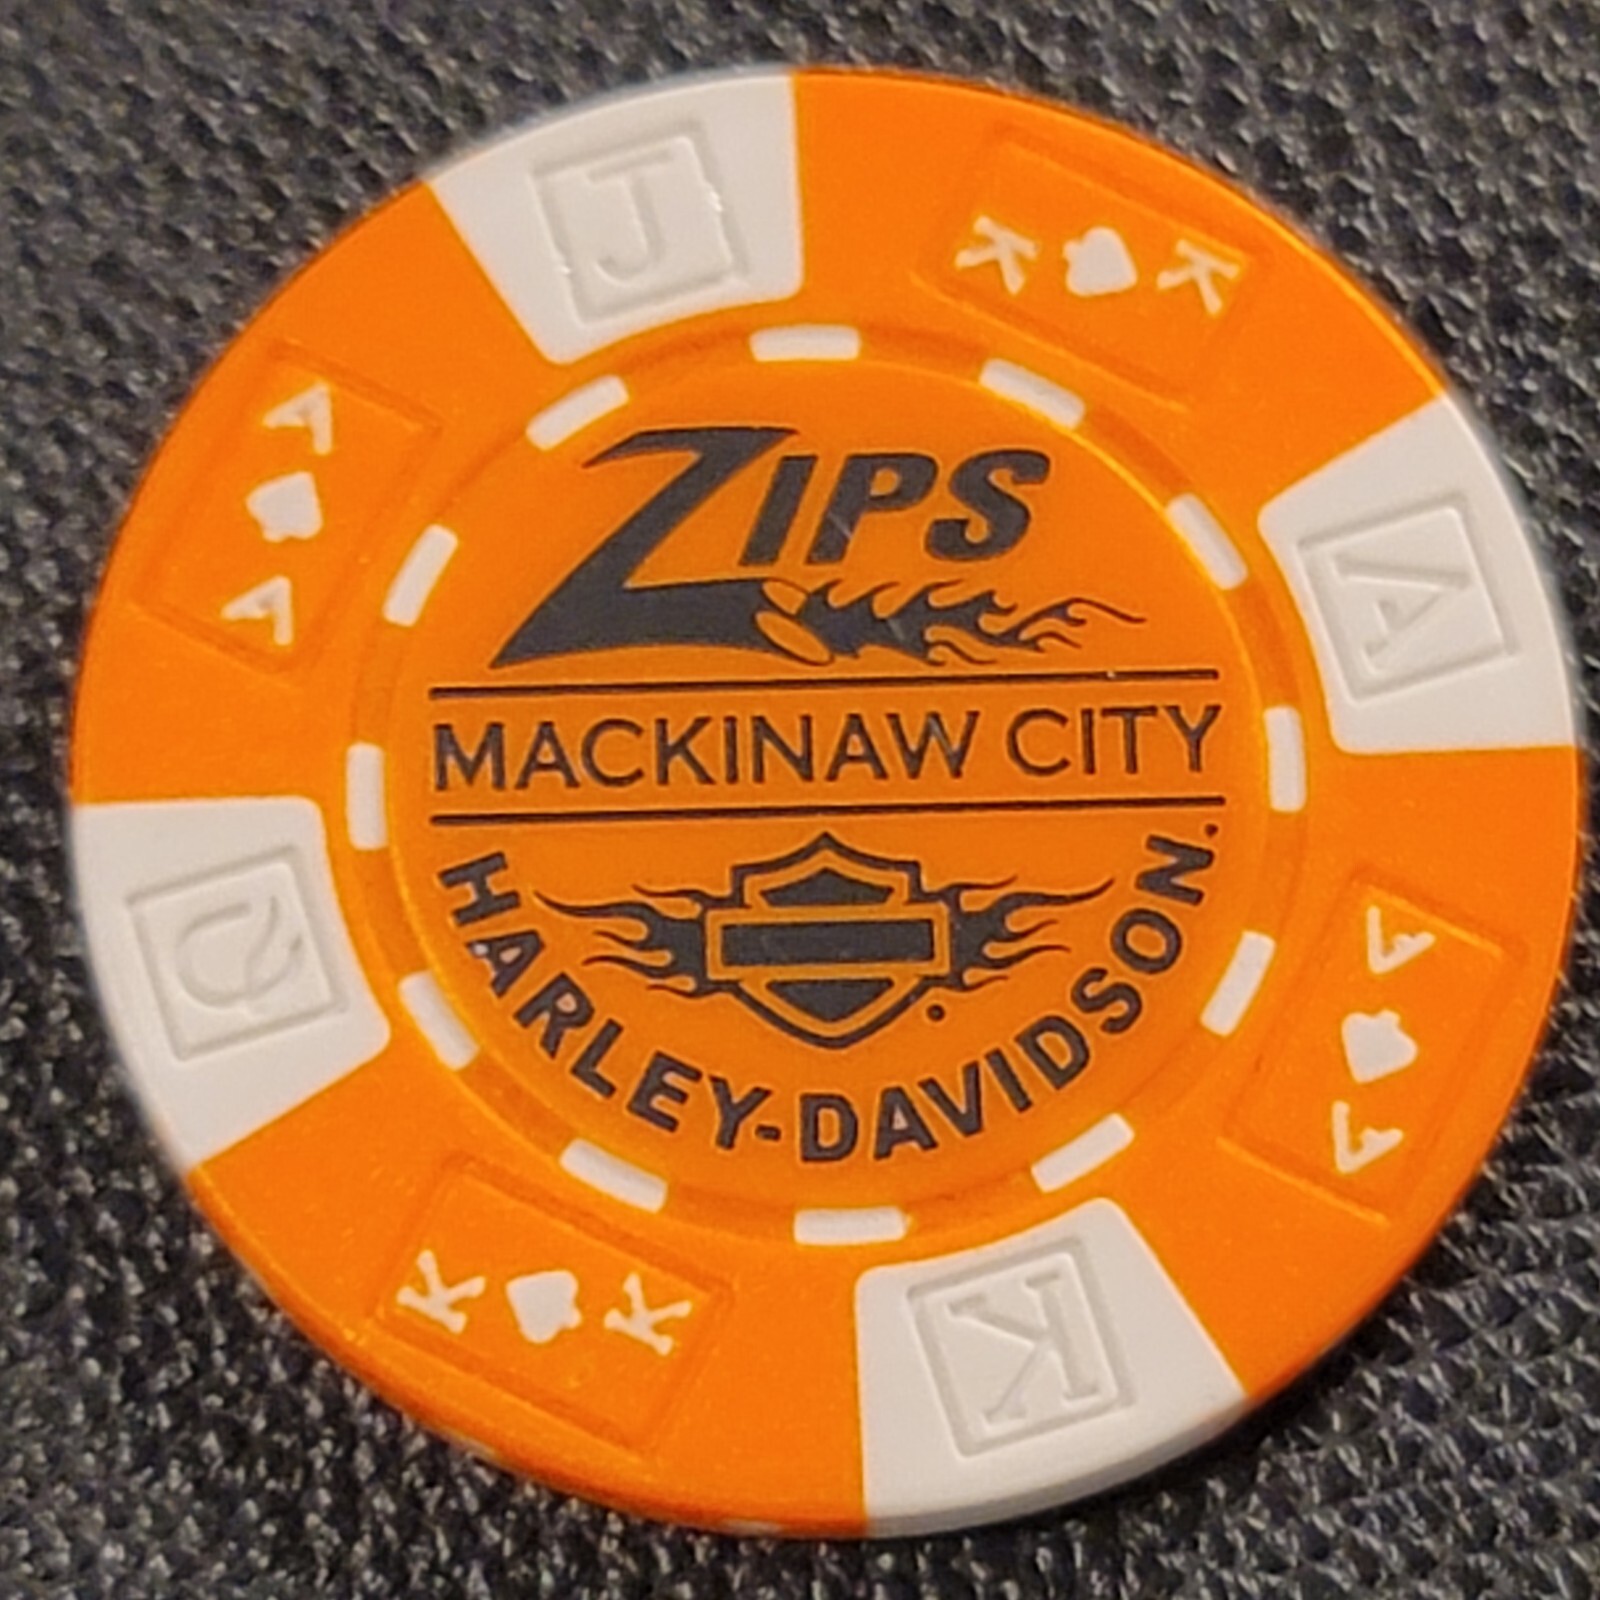 ZIPS
MACKINAW CITY
HARLEY-DAVIDSON.
J
K K
A
A A
K
K K
Q
A A